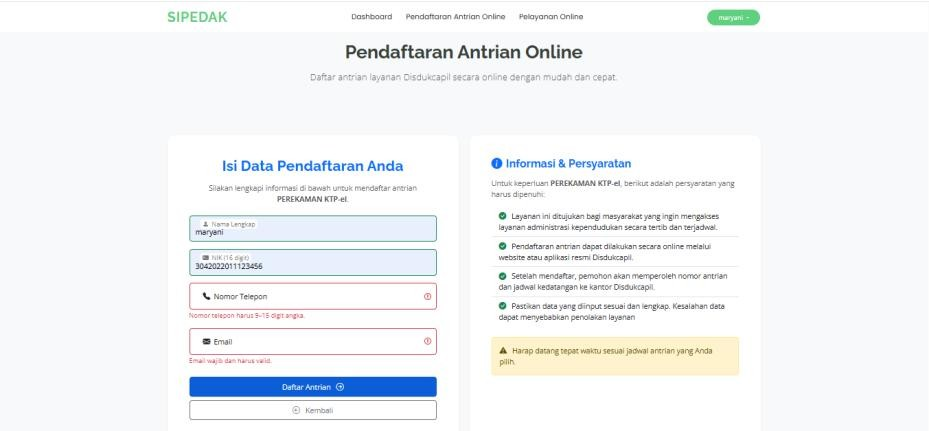 SIPEDAK
Dashboard Pendaftaran Antrian Online Pelayanan Online
maryani
Pendaftaran Antrian Online
Daftar antrian layanan Disdukcapil secara online dengan mudah dan cepat.
Isi Data Pendaftaran Anda
Silakan lengkapi informasi di bawah untuk mendaftar antrian
PEREKAMAN KTP-el.
Nama Lengkap
maryani
NIK (16 digit)
3042022011123456
Nomor Telepon
Nomor telepon harus 9–15 digit angka.
Email
Email wajib dan harus valid.
Daftar Antrian
Kembali
Informasi & Persyaratan
Untuk keperluan PEREKAMAN KTP-el, berikut adalah persyaratan yang
harus dipenuhi:
Layanan ini ditujukan bagi masyarakat yang ingin mengakses
layanan administrasi kependudukan secara tertib dan terjadwal.
Pendaftaran antrian dapat dilakukan secara online melalui
website atau aplikasi resmi Disdukcapil.
Setelah mendaftar, pemohon akan memperoleh nomor antrian
dan jadwal kedatangan ke kantor Disdukcapil.
Pastikan data yang diinput sesuai dan lengkap. Kesalahan data
dapat menyebabkan penolakan layanan
Harap datang tepat waktu sesuai jadwal antrian yang Anda
pilih.